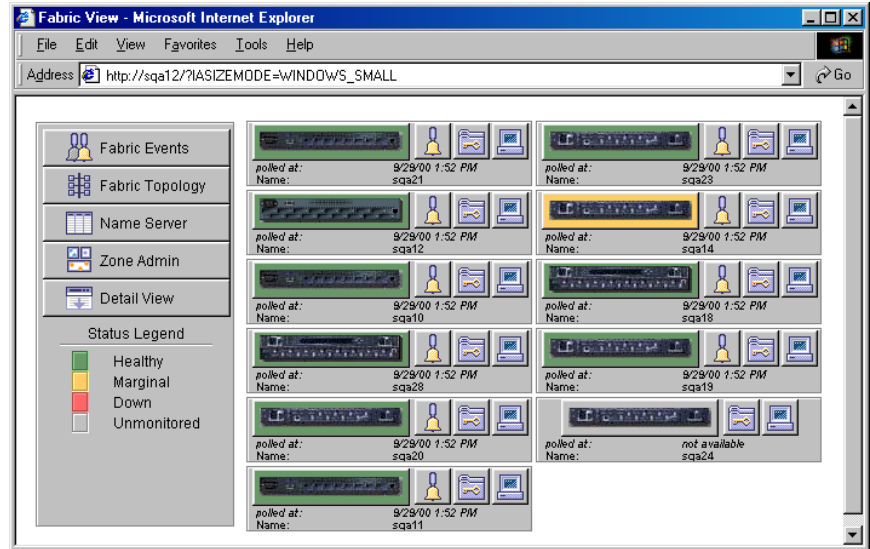 Fabric View - Microsoft Internet Explorer
File Edit View Favorites Tools Help
Address http://sqa12/?IASIZEMODE=WINDOWS_SMALL Go
Fabric Events
Fabric Topology
Name Server
Zone Admin
Detail View
Status Legend
Healthy
Marginal
Down
Unmonitored
polled at: 9/29/00 1:52 PM
Name: sqa21
polled at: 9/29/00 1:52 PM
Name: sqa23
polled at: 9/29/00 1:52 PM
Name: sqa12
polled at: 9/29/00 1:52 PM
Name: sqa14
polled at: 9/29/00 1:52 PM
Name: sqa10
polled at: 9/29/00 1:52 PM
Name: sqa18
polled at: 9/29/00 1:52 PM
Name: sqa28
polled at: 9/29/00 1:52 PM
Name: sqa19
polled at: 9/29/00 1:52 PM
Name: sqa20
polled at: not available
Name: sqa24
polled at: 9/29/00 1:52 PM
Name: sqa11